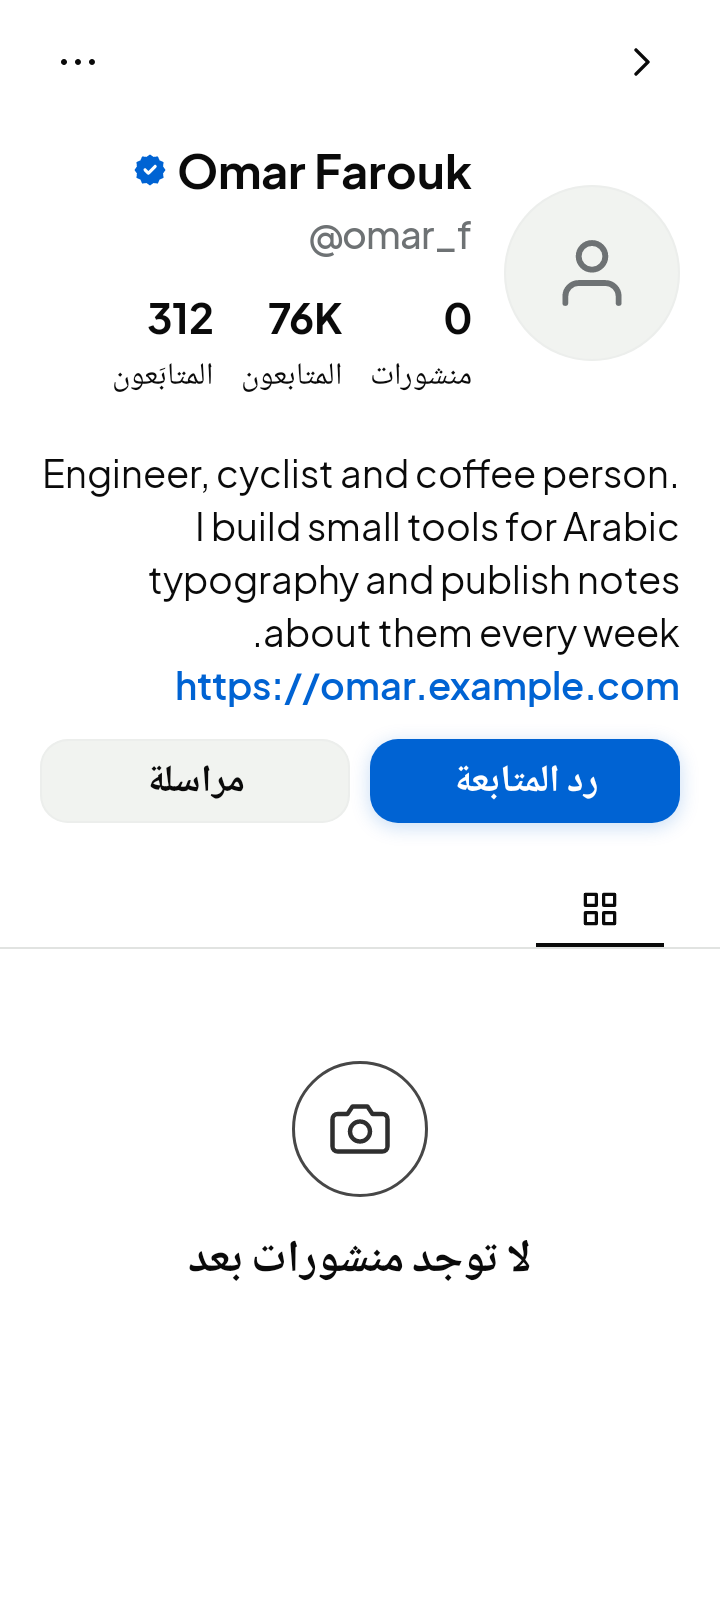 Omar Farouk
@omar_f
0 76K 312
منشورات المتابعون المتابَعون
Engineer, cyclist and coffee person.
I build small tools for Arabic
typography and publish notes
about them every week.
https://omar.example.com
رد المتابعة مراسلة
لا توجد منشورات بعد